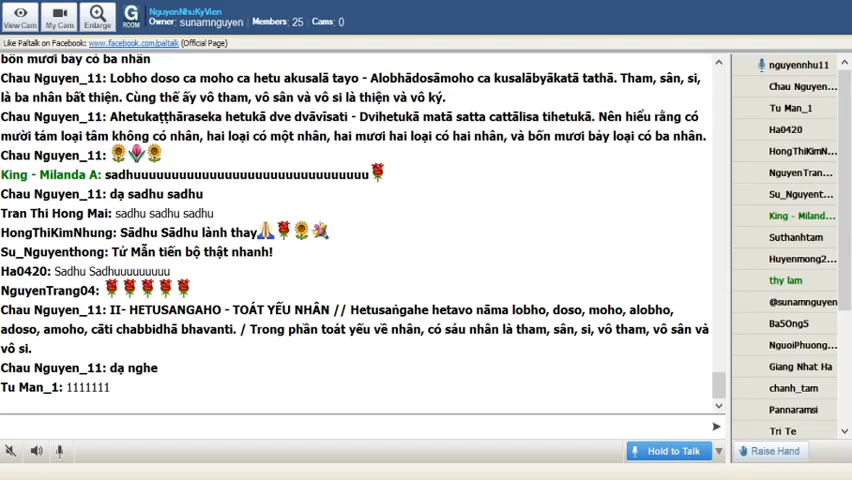 NguyenNhuKyVien
Owner: sunamnguyen Members: 25 Cams: 0
View Cam My Cam Enlarge G ROOM
Like Paltalk on Facebook: www.facebook.com/paltalk (Official Page)
bốn mươi bảy có ba nhân
Chau Nguyen_11: Lobho doso ca moho ca hetu akusalā tayo - Alobhādosāmoho ca kusalābyākatā tathā. Tham, sân, si,
là ba nhân bất thiện. Cùng thế ấy vô tham, vô sân và vô si là thiện và vô ký.
Chau Nguyen_11: Ahetukaṭṭhāraseka hetukā dve dvāvīsati - Dvihetukā matā satta cattālīsa tihetukā. Nên hiểu rằng có
mười tám loại tâm không có nhân, hai loại có một nhân, hai mươi hai loại có hai nhân, và bốn mươi bảy loại có ba nhân.
Chau Nguyen_11:
King - Milanda A: sadhuuuuuuuuuuuuuuuuuuuuuuuuuuuuuuuu
Chau Nguyen_11: dạ sadhu sadhu
Tran Thi Hong Mai: sadhu sadhu sadhu
HongThiKimNhung: Sādhu Sādhu lành thay
Su_Nguyenthong: Tử Mẫn tiến bộ thật nhanh!
Ha0420: Sadhu Sadhuuuuuuuuu
NguyenTrang04:
Chau Nguyen_11: II- HETUSANGAHO - TOÁT YẾU NHÂN // Hetusaṅgahe hetavo nāma lobho, doso, moho, alobho,
adoso, amoho, cāti chabbidhā bhavanti. / Trong phần toát yếu về nhân, có sáu nhân là tham, sân, si, vô tham, vô sân và
vô si.
Chau Nguyen_11: dạ nghe
Tu Man_1: 1111111
Hold to Talk
nguyennhu11
Chau Nguyen...
Tu Man_1
Ha0420
HongThiKimN...
NguyenTran...
Su_Nguyent...
King - Miland...
Suthanhtam
Huyenmong2...
thy lam
@sunamnguyen
Ba5Ong5
NguoiPhuong...
Giang Nhat Ha
chanh_tam
Pannaramsi
Tri Te
Raise Hand